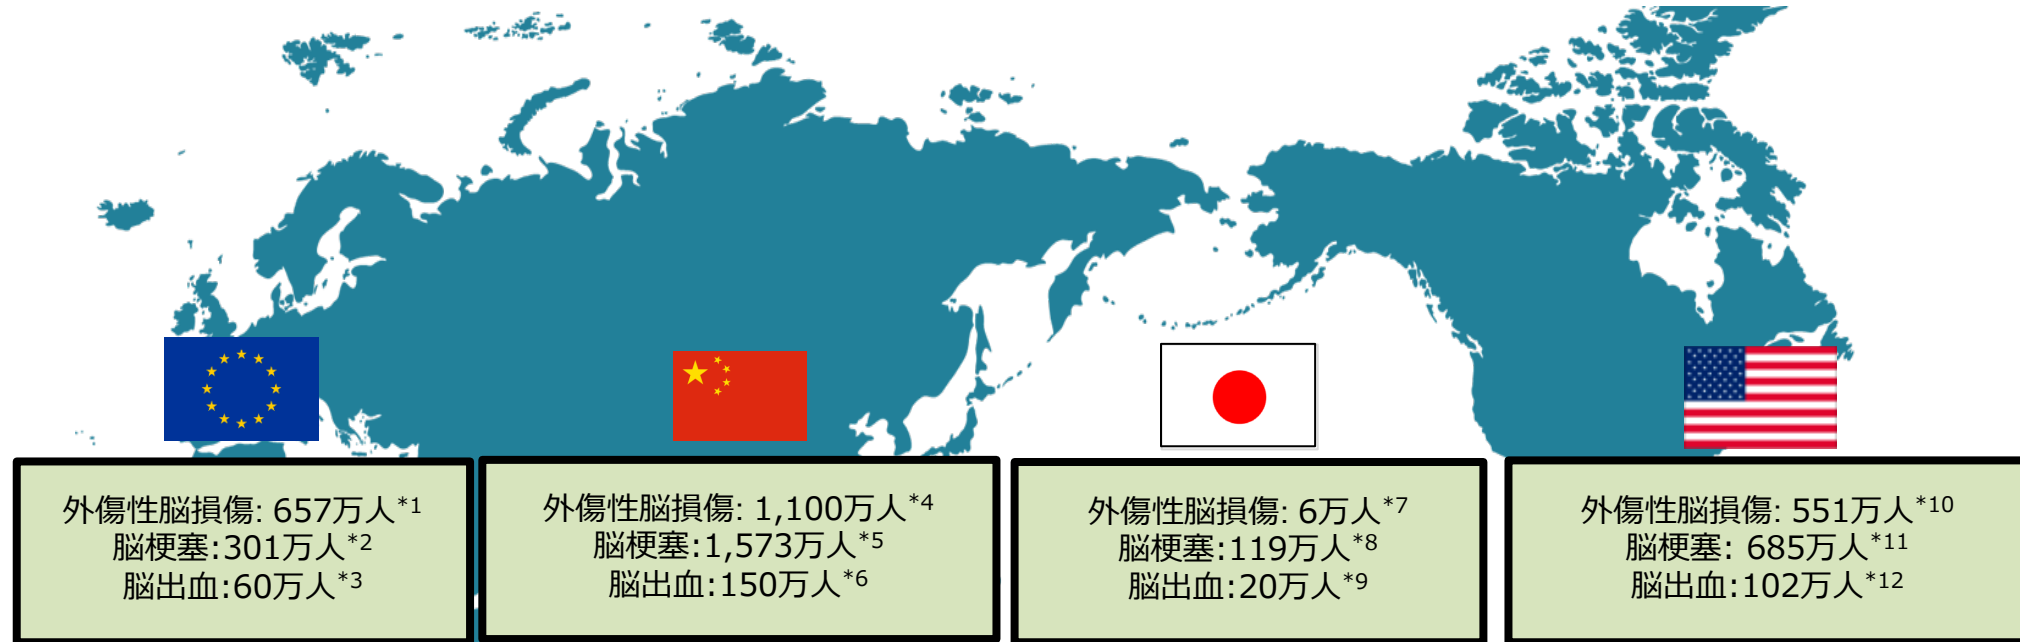 外傷性脳損傷: 657万人*1
脳梗塞:301万人*2
脳出血:60万人*3
外傷性脳損傷: 1,100万人*4
脳梗塞:1,573万人*5
脳出血:150万人*6
外傷性脳損傷: 6万人*7
脳梗塞:119万人*8
脳出血:20万人*9
外傷性脳損傷: 551万人*10
脳梗塞: 685万人*11
脳出血:102万人*12